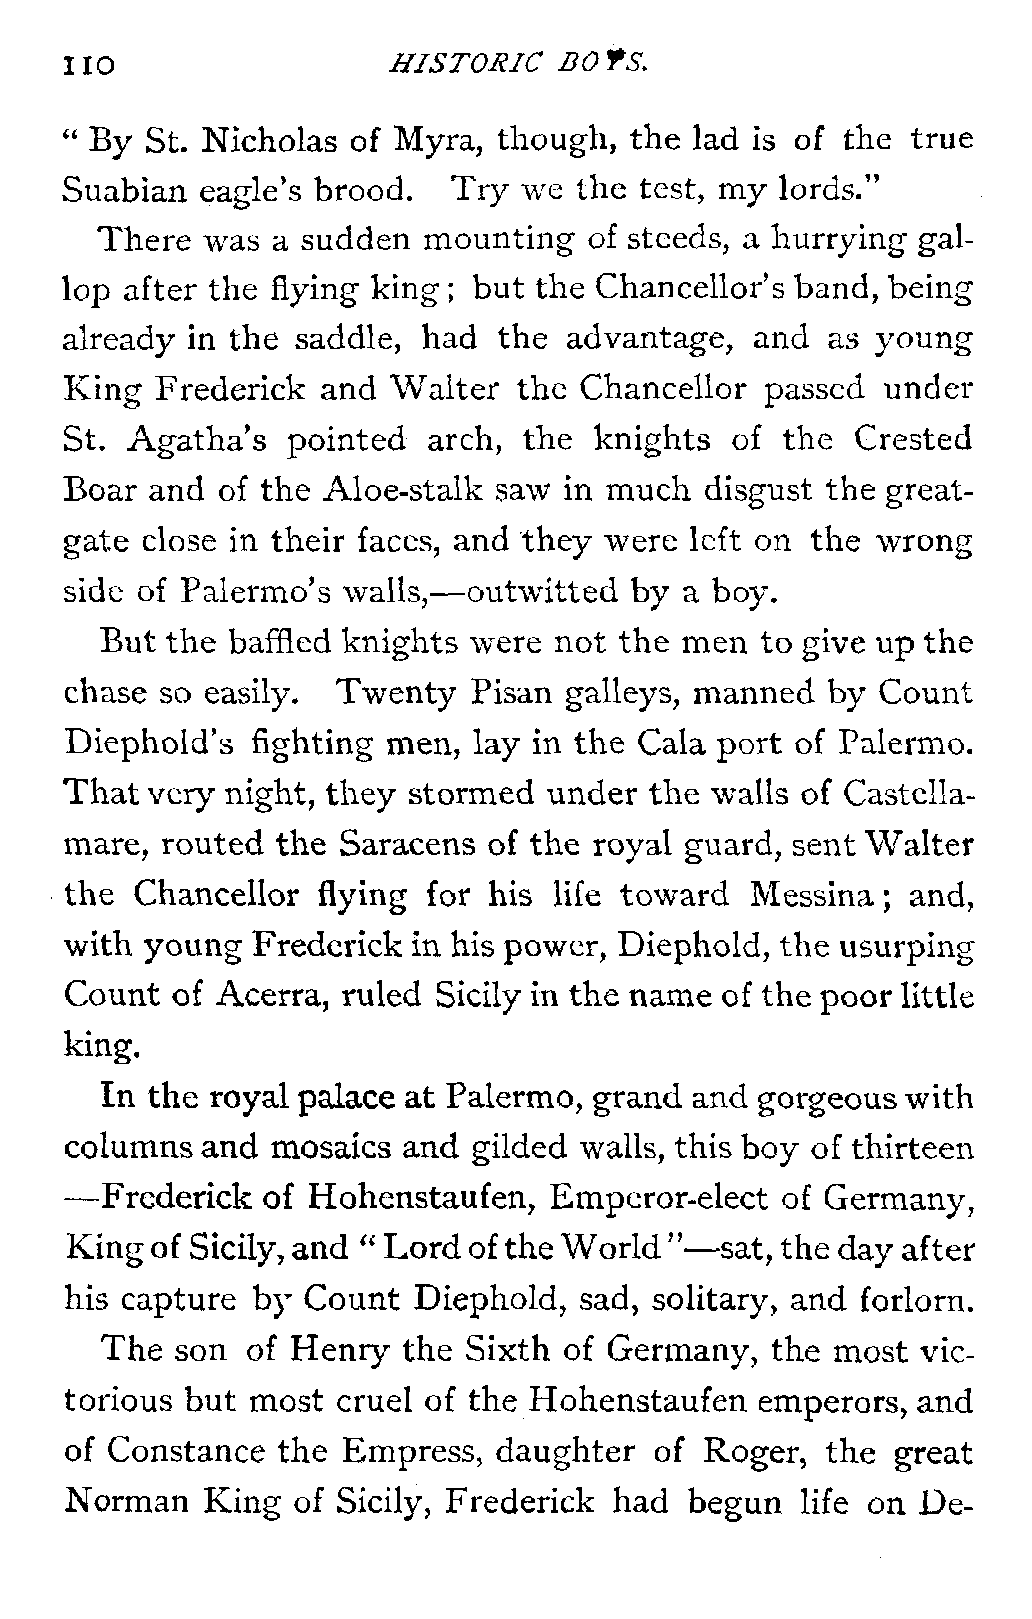 110 HISTORIC BOYS.
“ By St. Nicholas of Myra, though, the lad is of the true
Suabian eagle’s brood. Try we the test, my lords.”
There was a sudden mounting of steeds, a hurrying gal-
lop after the flying king ; but the Chancellor’s band, being
already in the saddle, had the advantage, and as young
King Frederick and Walter the Chancellor passed under
St. Agatha’s pointed arch, the knights of the Crested
Boar and of the Aloe-stalk saw in much disgust the great-
gate close in their faces, and they were left on the wrong
side of Palermo’s walls,—outwitted by a boy.
But the baffled knights were not the men to give up the
chase so easily. Twenty Pisan galleys, manned by Count
Diephold’s fighting men, lay in the Cala port of Palermo.
That very night, they stormed under the walls of Castella-
mare, routed the Saracens of the royal guard, sent Walter
the Chancellor flying for his life toward Messina ; and,
with young Frederick in his power, Diephold, the usurping
Count of Acerra, ruled Sicily in the name of the poor little
king.
In the royal palace at Palermo, grand and gorgeous with
columns and mosaics and gilded walls, this boy of thirteen
—Frederick of Hohenstaufen, Emperor-elect of Germany,
King of Sicily, and “ Lord of the World ”—sat, the day after
his capture by Count Diephold, sad, solitary, and forlorn.
The son of Henry the Sixth of Germany, the most vic-
torious but most cruel of the Hohenstaufen emperors, and
of Constance the Empress, daughter of Roger, the great
Norman King of Sicily, Frederick had begun life on De-